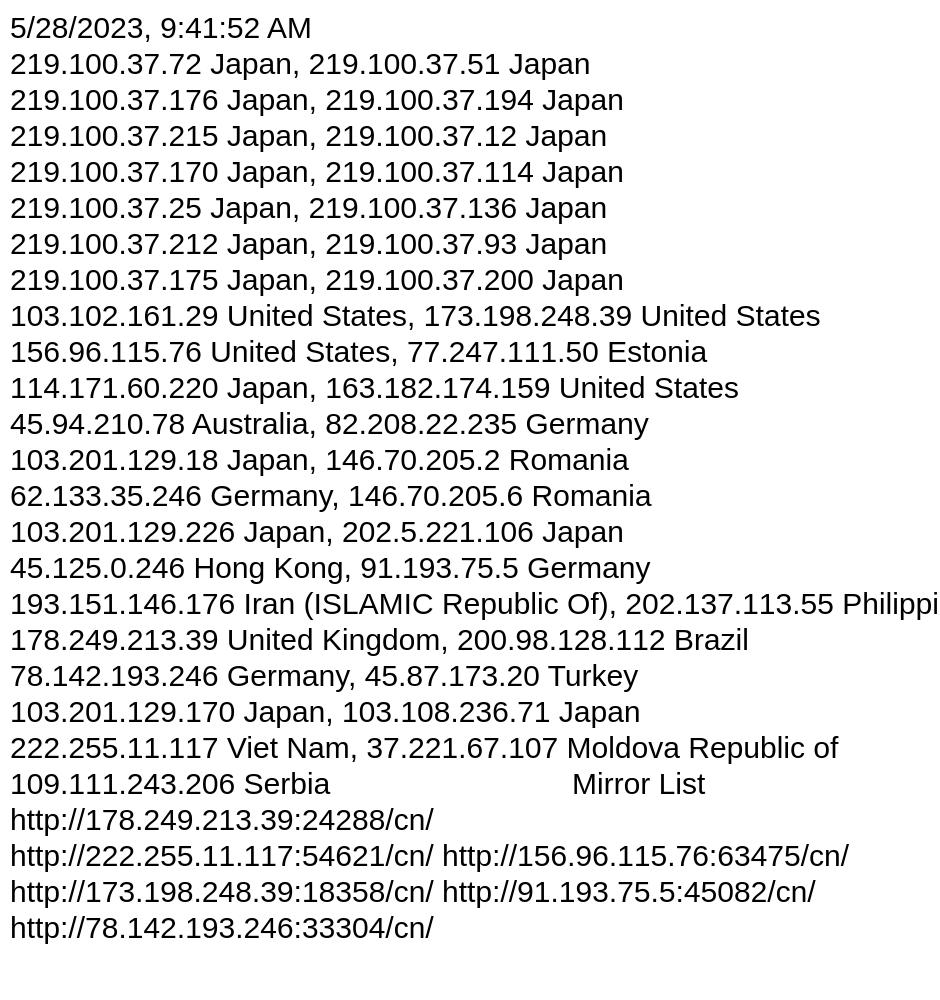 5/28/2023, 9:41:52 AM
219.100.37.72 Japan, 219.100.37.51 Japan
219.100.37.176 Japan, 219.100.37.194 Japan
219.100.37.215 Japan, 219.100.37.12 Japan
219.100.37.170 Japan, 219.100.37.114 Japan
219.100.37.25 Japan, 219.100.37.136 Japan
219.100.37.212 Japan, 219.100.37.93 Japan
219.100.37.175 Japan, 219.100.37.200 Japan
103.102.161.29 United States, 173.198.248.39 United States
156.96.115.76 United States, 77.247.111.50 Estonia
114.171.60.220 Japan, 163.182.174.159 United States
45.94.210.78 Australia, 82.208.22.235 Germany
103.201.129.18 Japan, 146.70.205.2 Romania
62.133.35.246 Germany, 146.70.205.6 Romania
103.201.129.226 Japan, 202.5.221.106 Japan
45.125.0.246 Hong Kong, 91.193.75.5 Germany
193.151.146.176 Iran (ISLAMIC Republic Of), 202.137.113.55 Philippi
178.249.213.39 United Kingdom, 200.98.128.112 Brazil
78.142.193.246 Germany, 45.87.173.20 Turkey
103.201.129.170 Japan, 103.108.236.71 Japan
222.255.11.117 Viet Nam, 37.221.67.107 Moldova Republic of
109.111.243.206 Serbia Mirror List
http://178.249.213.39:24288/cn/
http://222.255.11.117:54621/cn/ http://156.96.115.76:63475/cn/
http://173.198.248.39:18358/cn/ http://91.193.75.5:45082/cn/
http://78.142.193.246:33304/cn/